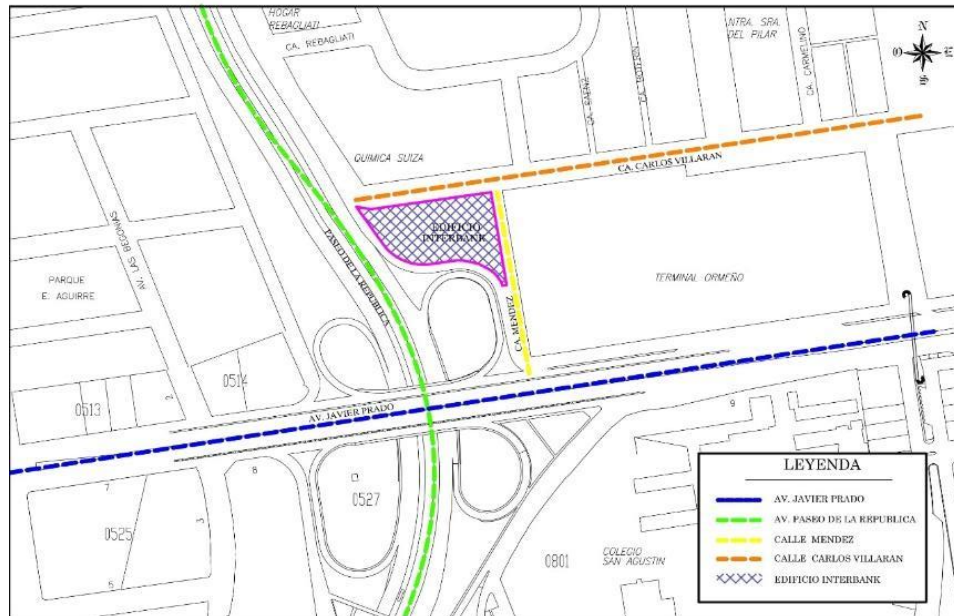 HOGAR
REBAGLIATI
CA. REBAGLIATI
NTRA. SRA.
DEL PILAR
CA. CARMELINO
N
O
E
S
CA. BAENZ
QUIMICA SUIZA
CA. CARLOS VILLARAN
AV. LAS BEGONIAS
PASEO DE LA REPUBLICA
EDIFICIO
INTERBANK
PARQUE
E. AGUIRRE
TERMINAL ORMEÑO
CA. MENDEZ
0514
0513
2
AV. JAVIER PRADO
9
8
7
3
0527
0525
5
0801
COLEGIO
SAN AGUSTIN
LEYENDA
AV. JAVIER PRADO
AV. PASEO DE LA REPUBLICA
CALLE MENDEZ
CALLE CARLOS VILLARAN
EDIFICIO INTERBANK